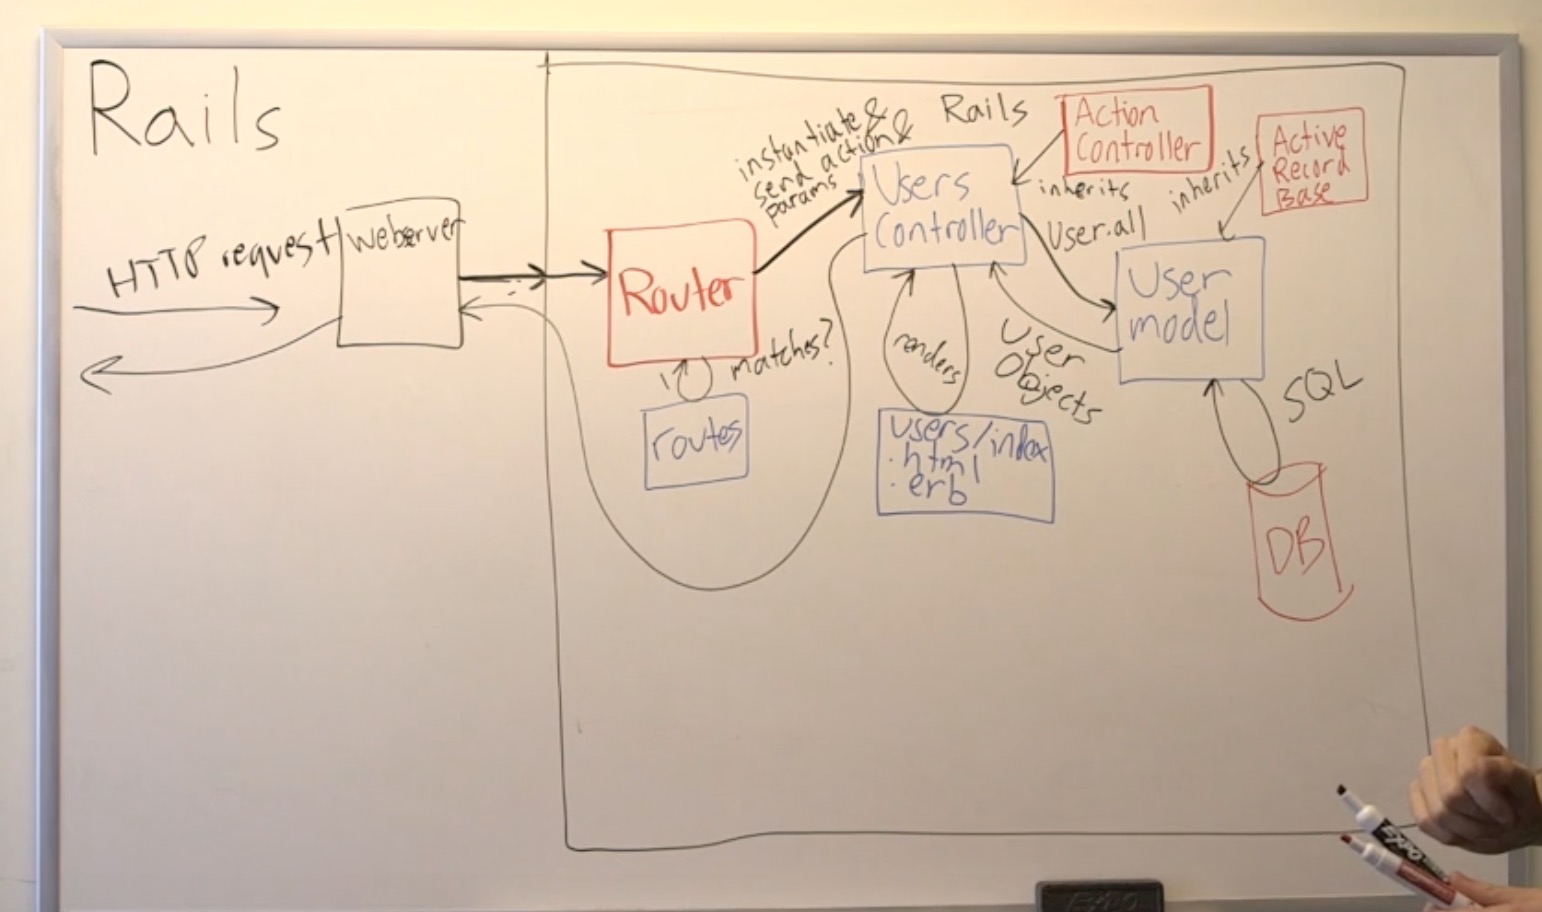 Rails
HTTP request
Webserver
Router
matches?
routes
instantiate &
send action &
params
Rails
Users
Controller
Action
Controller
inherits
inherits
Active
Record
Base
User.all
User
model
User
Objects
renders
users/index
.html
.erb
SQL
DB
EXPO
EXPO